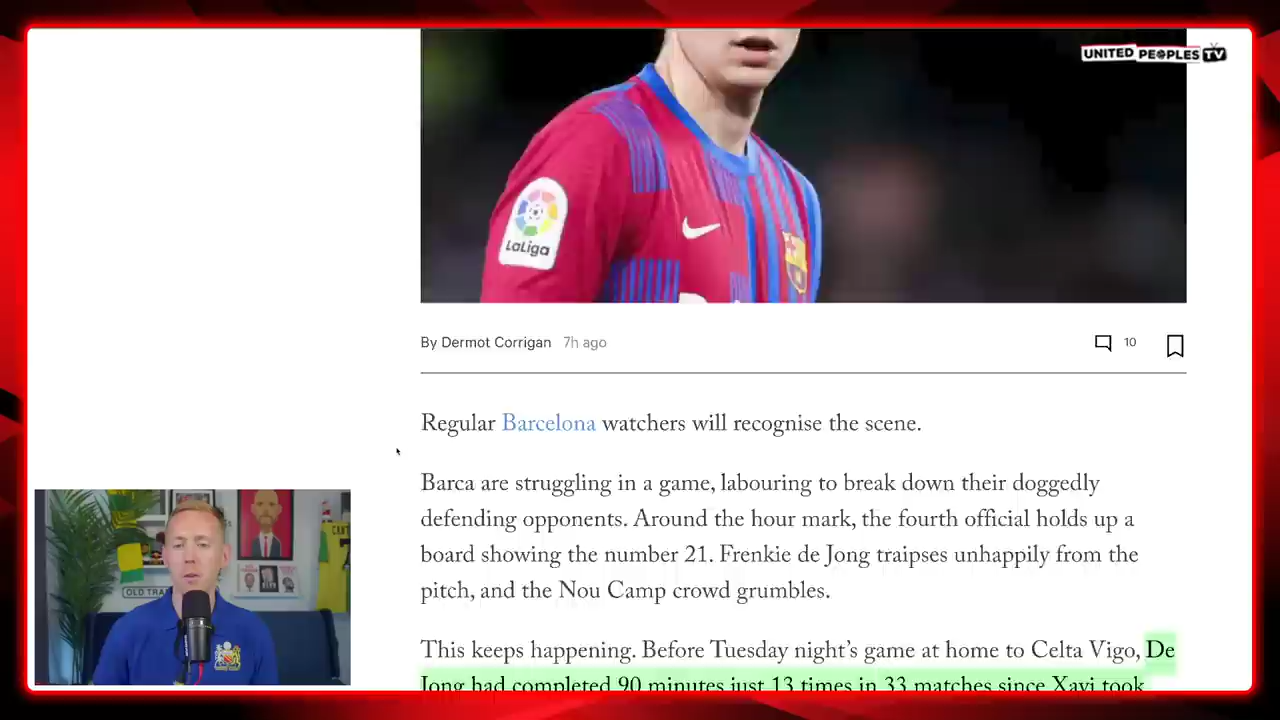 UNITED PEOPLES TV
LaLiga
By Dermot Corrigan 7h ago
10
Regular Barcelona watchers will recognise the scene.
Barca are struggling in a game, labouring to break down their doggedly
defending opponents. Around the hour mark, the fourth official holds up a
board showing the number 21. Frenkie de Jong traipses unhappily from the
pitch, and the Nou Camp crowd grumbles.
OLD TRA
CANT
This keeps happening. Before Tuesday night's game at home to Celta Vigo, De
Jong had completed 90 minutes just 13 times in 33 matches since Xavi took